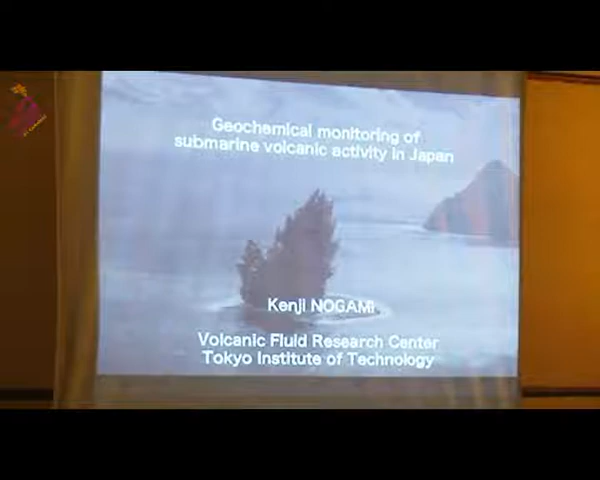 Geochemical monitoring of
submarine volcanic activity in Japan
Kenji NOGAMI
Volcanic Fluid Research Center
Tokyo Institute of Technology